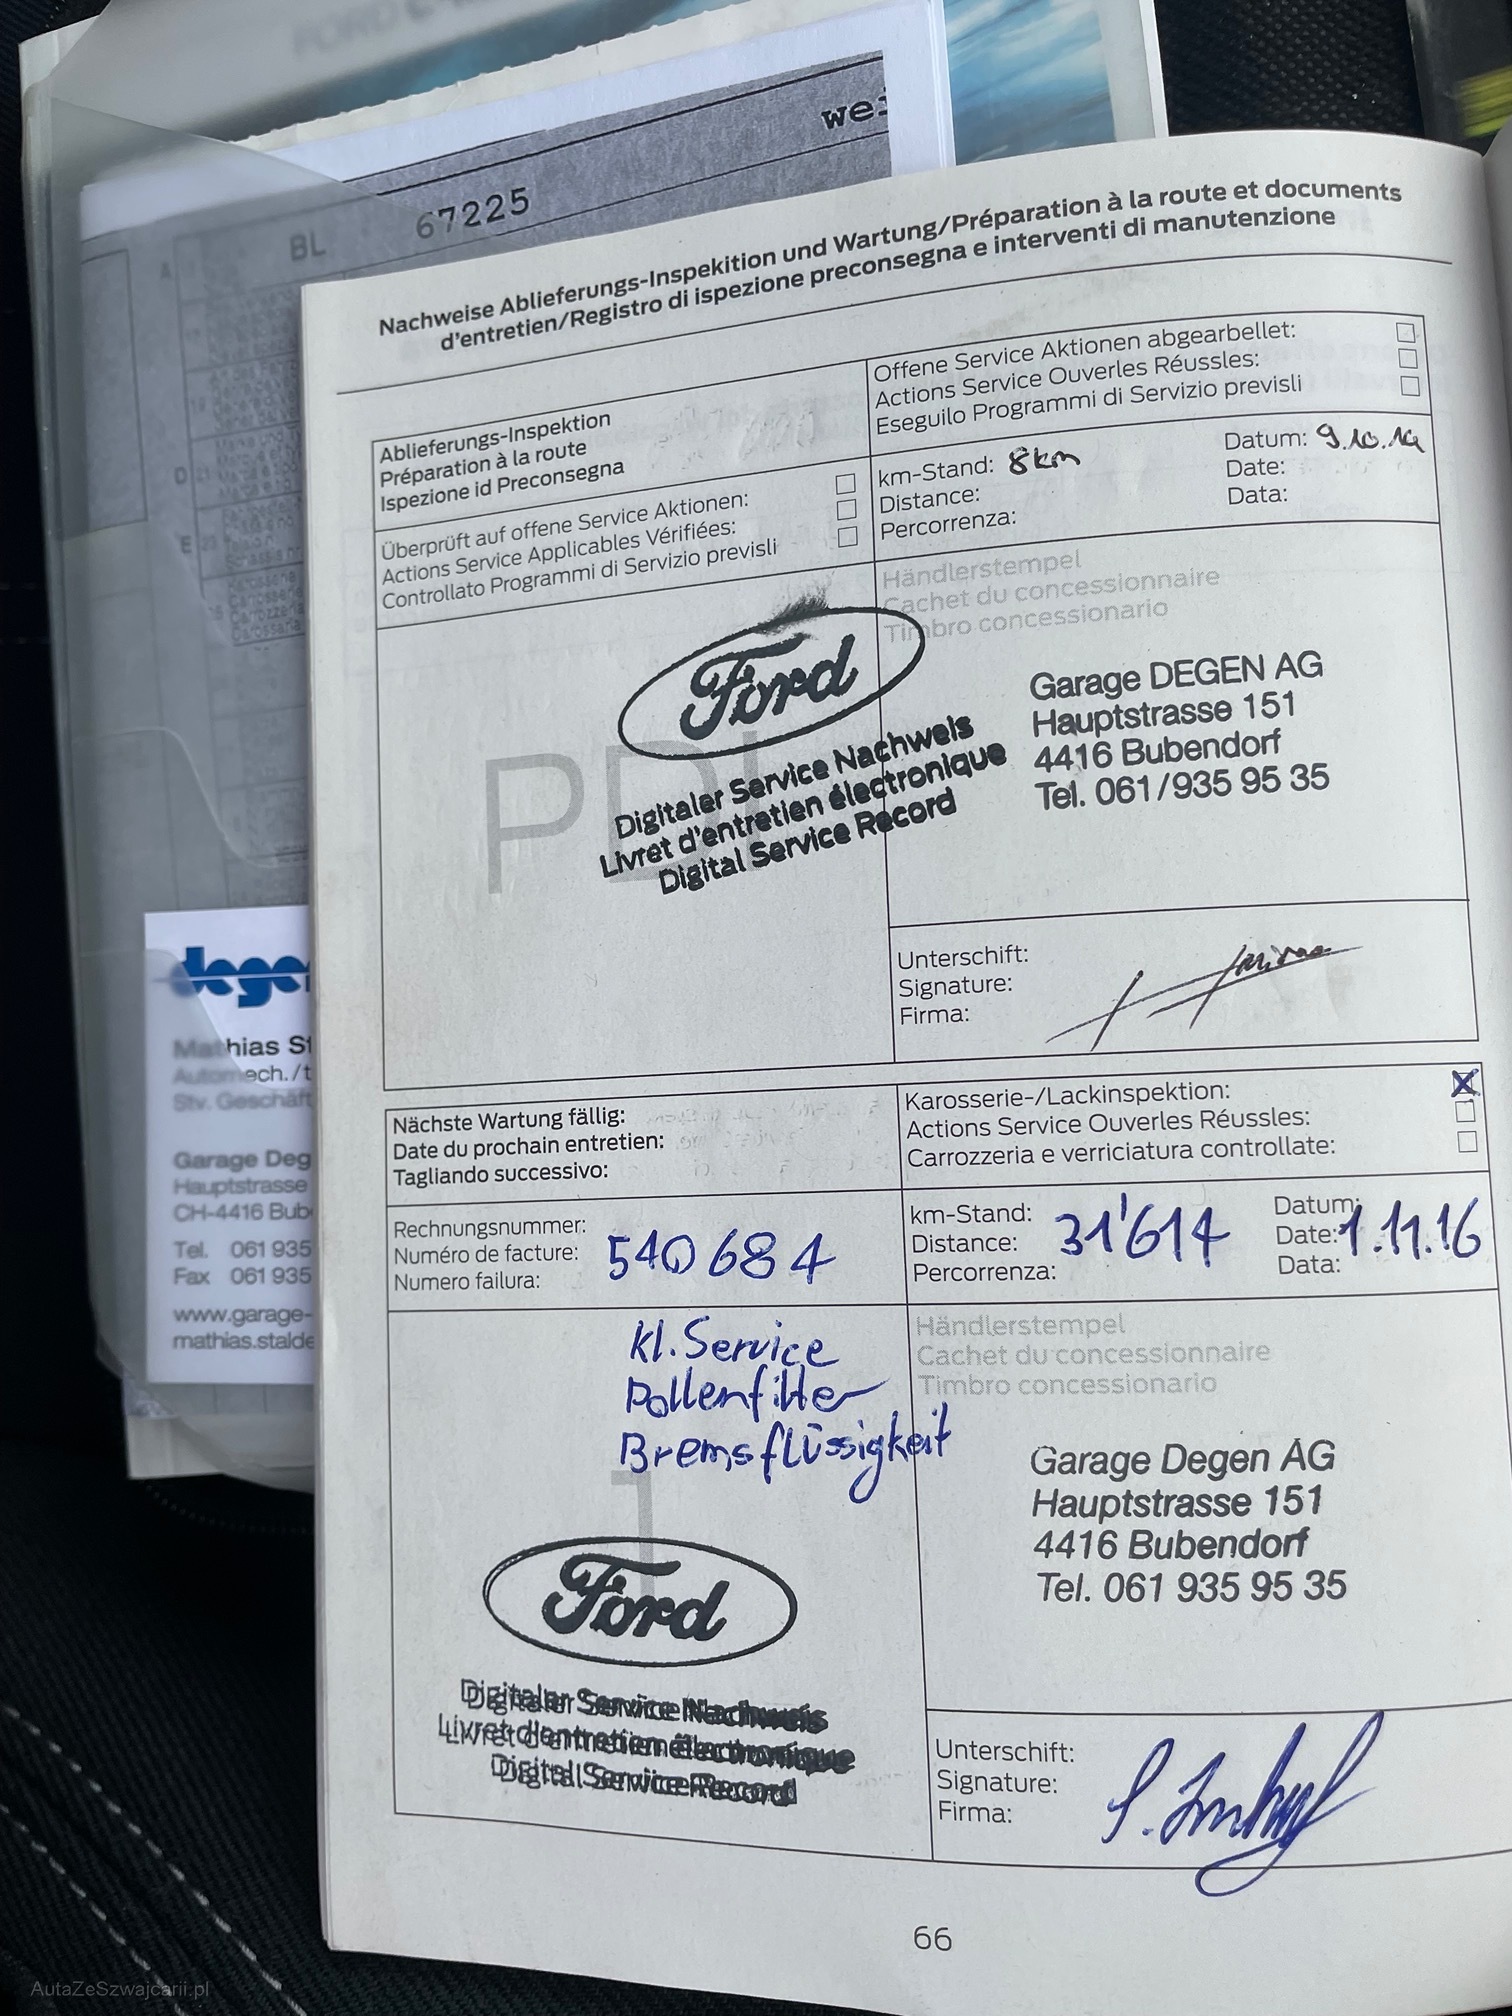 FORD
wei
BL 67225
Nachweise Ablieferungs-Inspekition und Wartung/Préparation à la route et documents
d'entretien/Registro di ispezione preconsegna e interventi di manutenzione
Ablieferungs-Inspektion
Préparation à la route
Ispezione id Preconsegna
Offene Service Aktionen abgearbellet:
Actions Service Ouverles Réussles:
Eseguilo Programmi di Servizio previsli
Überprüft auf offene Service Aktionen:
Actions Service Applicables Vérifiées:
Controllato Programmi di Servizio previsli
km-Stand: 8km
Distance:
Percorrenza:
Datum: 9.10.14
Date:
Data:
PDI
Ford
Digitaler Service Nachweis
Livret d'entretien électronique
Digital Service Record
Händlerstempel
Cachet du concessionnaire
Timbro concessionario
Garage DEGEN AG
Hauptstrasse 151
4416 Bubendorf
Tel. 061/935 95 35
Unterschift:
Signature:
Firma:
Nächste Wartung fällig:
Date du prochain entretien:
Tagliando successivo:
Karosserie-/Lackinspektion: X
Actions Service Ouverles Réussles:
Carrozzeria e verriciatura controllate:
Rechnungsnummer:
Numéro de facture: 540684
Numero failura:
km-Stand:
Distance: 31'614
Percorrenza:
Datum:
Date: 1.11.16
Data:
kl. Service
Pollenfilter
Bremsflüssigkeit
1
Ford
Digitaler Service Nachweis
Livret d'entretien électronique
Digital Service Record
Händlerstempel
Cachet du concessionnaire
Timbro concessionario
Garage Degen AG
Hauptstrasse 151
4416 Bubendorf
Tel. 061 935 95 35
Unterschift:
Signature:
Firma:
66
degen
Mathias St
Automech./t
Stv. Geschäft
Garage Deg
Hauptstrasse
CH-4416 Bub
Tel. 061 935
Fax 061 935
www.garage-
mathias.stalde
AutaZeSzwajcarii.pl